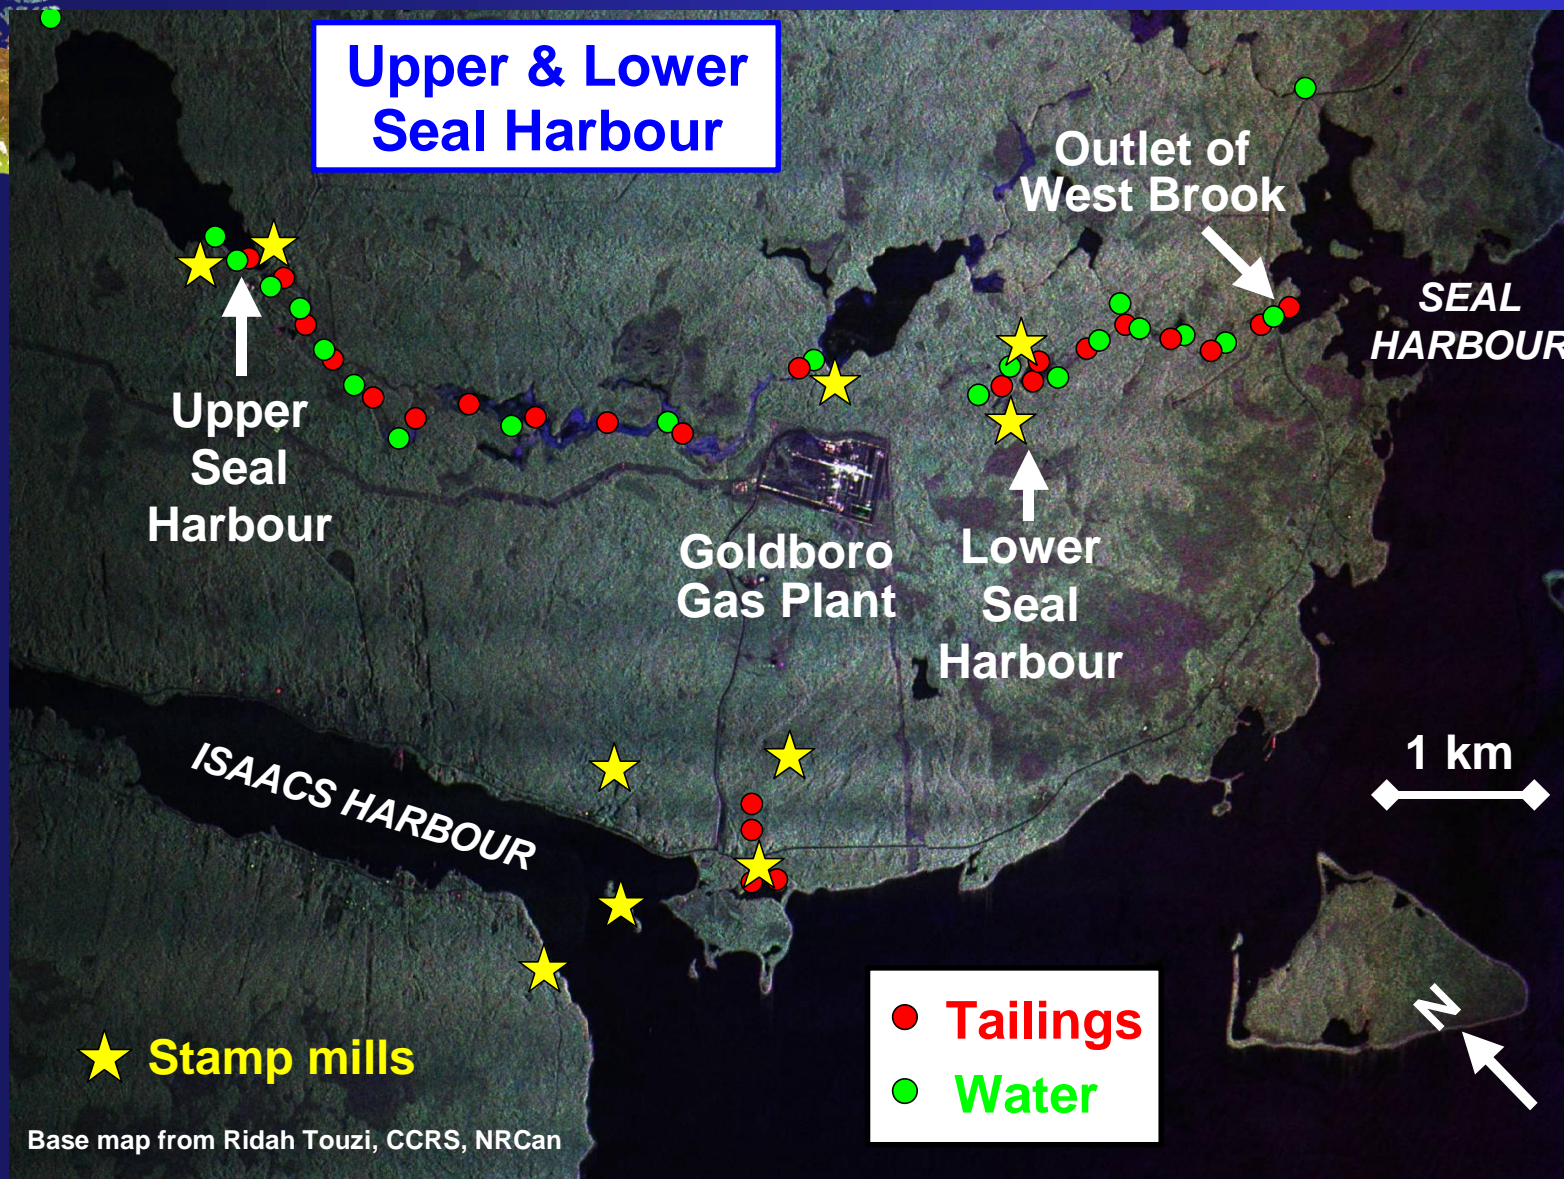 Upper & Lower
Seal Harbour
Outlet of
West Brook
SEAL
HARBOUR
Upper
Seal
Harbour
Goldboro
Gas Plant
Lower
Seal
Harbour
ISAACS HARBOUR
1 km
N
Tailings
Water
Stamp mills
Base map from Ridah Touzi, CCRS, NRCan